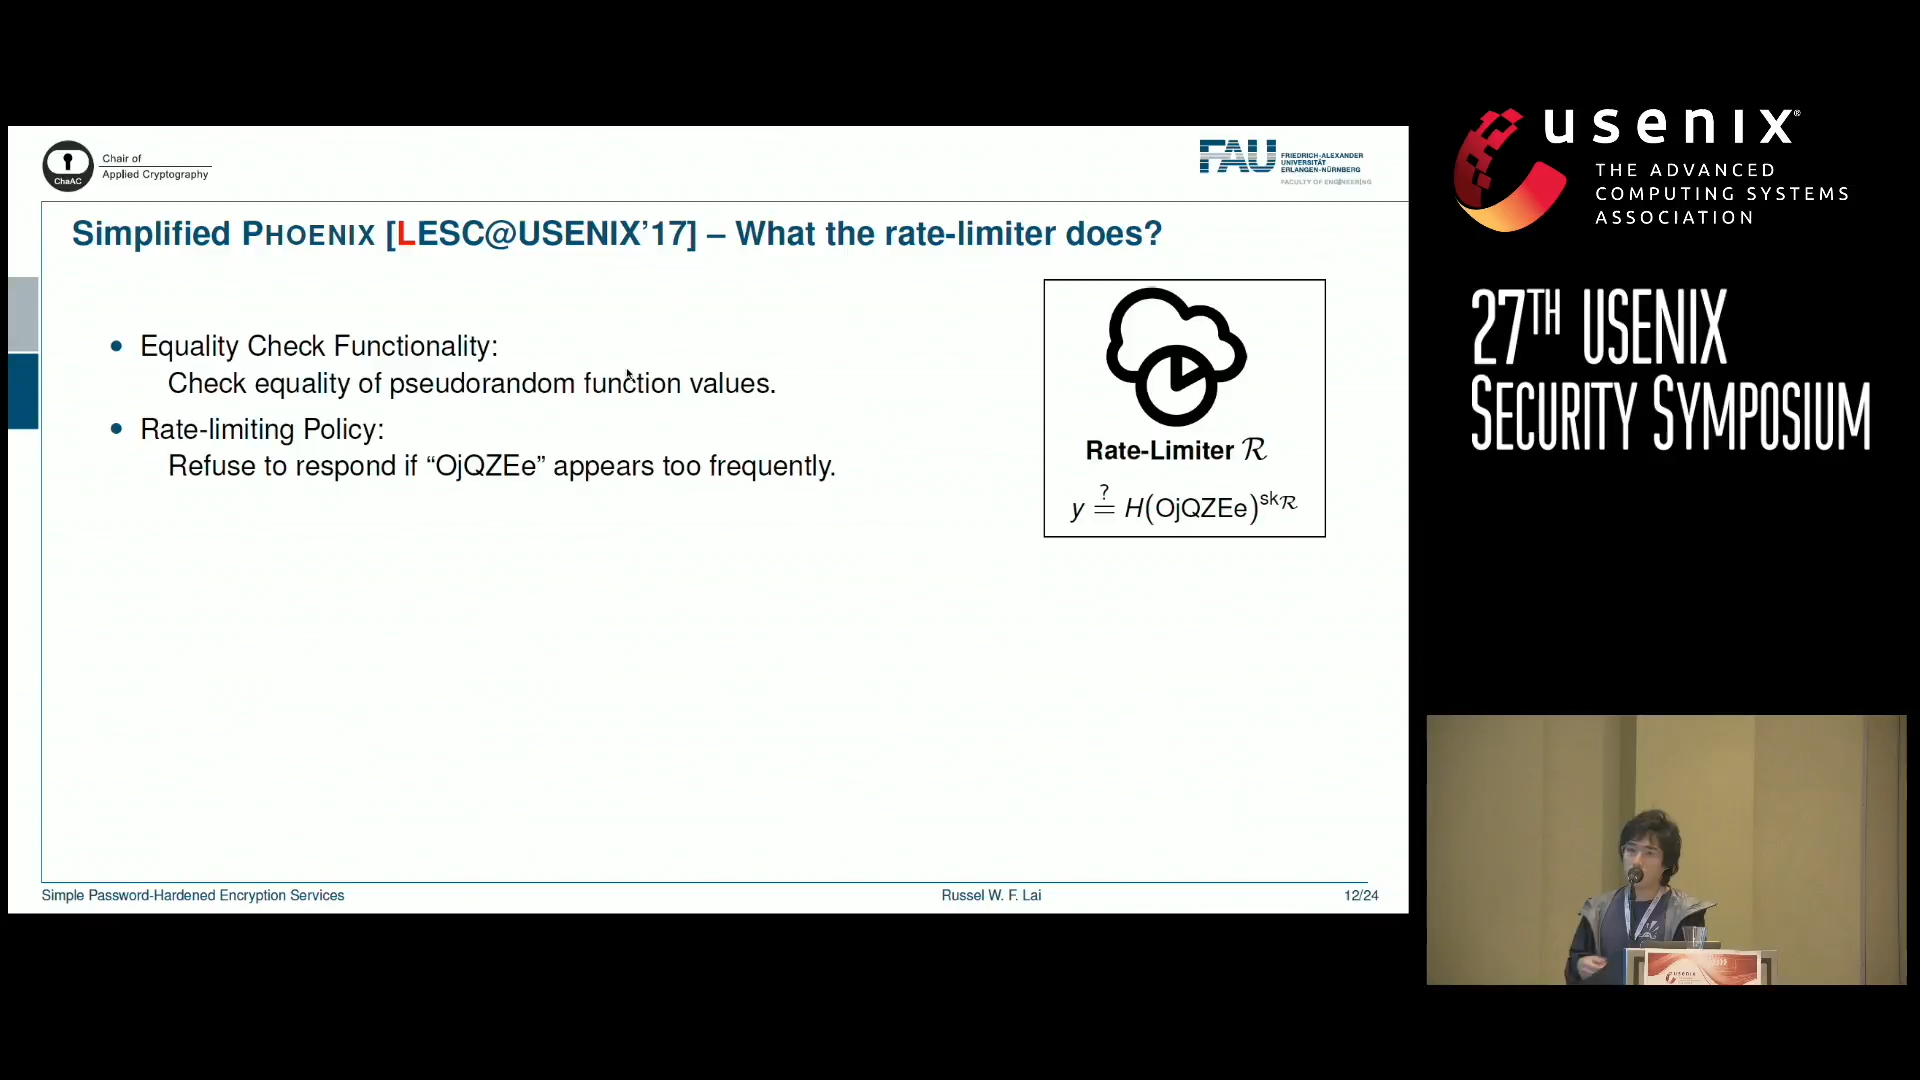 Chair of
Applied Cryptography
ChaAC
FAU
FRIEDRICH-ALEXANDER
UNIVERSITÄT
ERLANGEN-NÜRNBERG
FACULTY OF ENGINEERING
Simplified PHOENIX [LESC@USENIX’17] – What the rate-limiter does?
• Equality Check Functionality:
Check equality of pseudorandom function values.
• Rate-limiting Policy:
Refuse to respond if “OjQZEe” appears too frequently.
Rate-Limiter R
y ?= H(OjQZEe)^skR
Simple Password-Hardened Encryption Services
Russel W. F. Lai
12/24
usenix®
THE ADVANCED
COMPUTING SYSTEMS
ASSOCIATION
27TH USENIX
SECURITY SYMPOSIUM
usenix